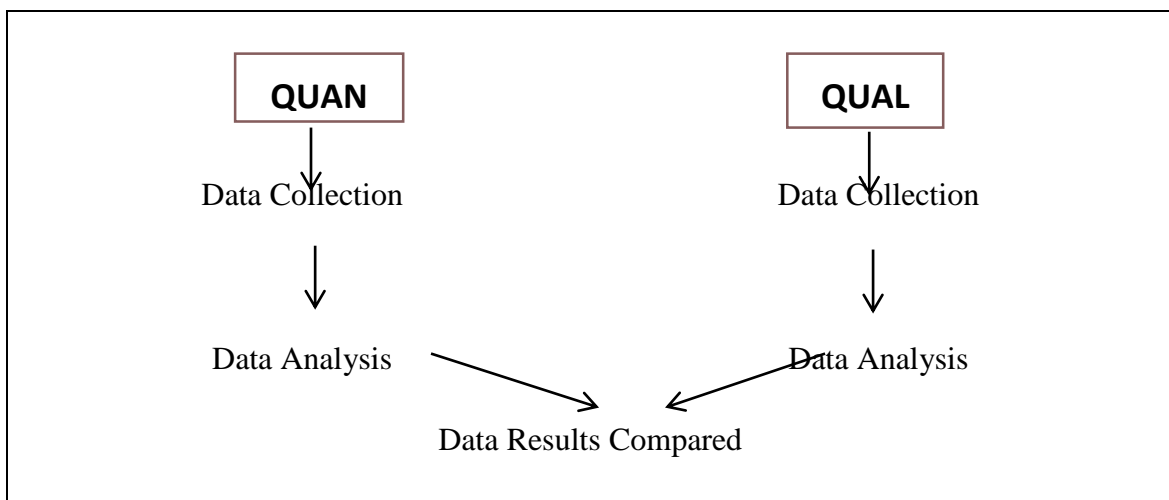 QUAN QUAL
Data Collection Data Collection
Data Analysis Data Analysis
Data Results Compared